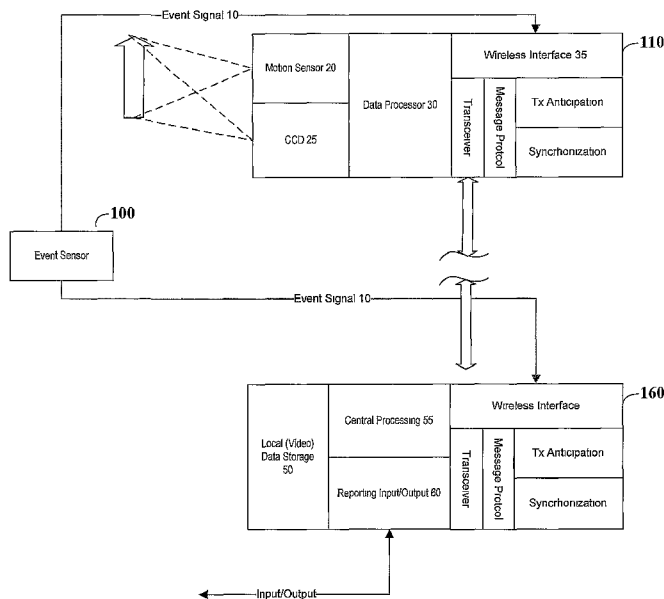 Event Signal 10
110
Motion Sensor 20
CCD 25
Data Processor 30
Wireless Interface 35
Transceiver
Message Protcol
Tx Anticipation
Syncrhonization
100
Event Sensor
Event Signal 10
160
Local (Video)
Data Storage
50
Central Processing 55
Reporting Input/Output 60
Wireless Interface
Transceiver
Message Protcol
Tx Anticipation
Syncrhonization
Input/Output